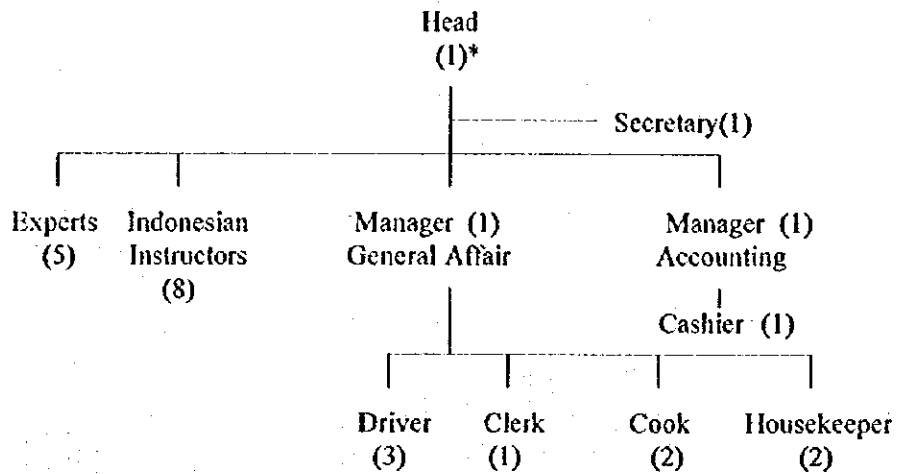 Head
(1)*
Secretary(1)
Experts
(5)
Indonesian
Instructors
(8)
Manager (1)
General Affair
Manager (1)
Accounting
Cashier (1)
Driver
(3)
Clerk
(1)
Cook
(2)
Housekeeper
(2)